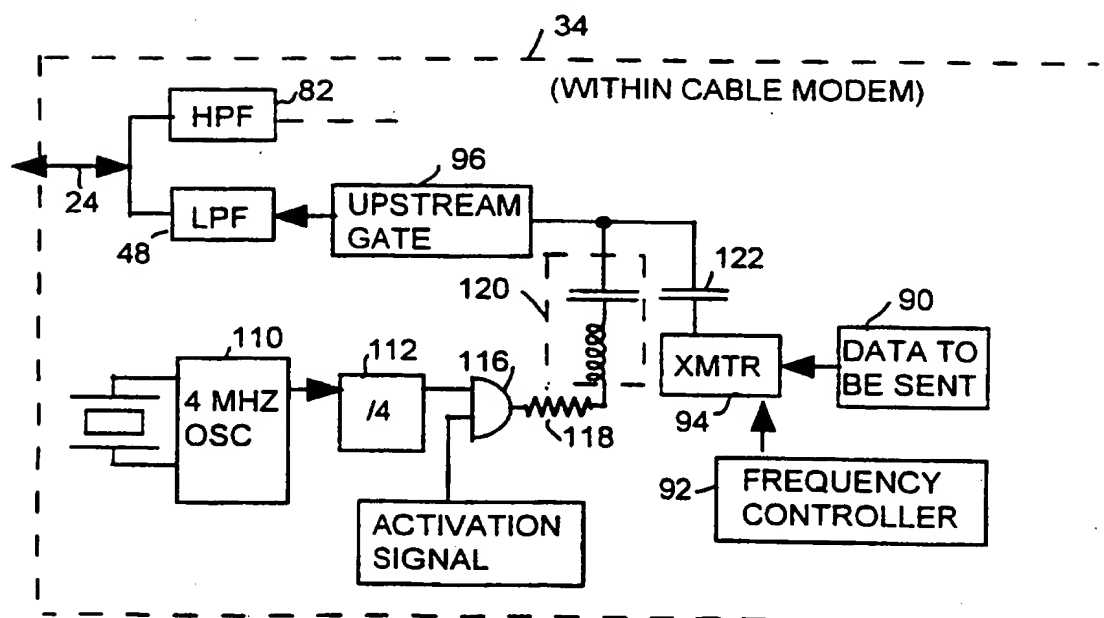 34
(WITHIN CABLE MODEM)
HPF
82
24
LPF
48
UPSTREAM
GATE
96
120
122
90
DATA TO
BE SENT
XMTR
94
110
4 MHZ
OSC
112
/4
116
118
92
FREQUENCY
CONTROLLER
ACTIVATION
SIGNAL